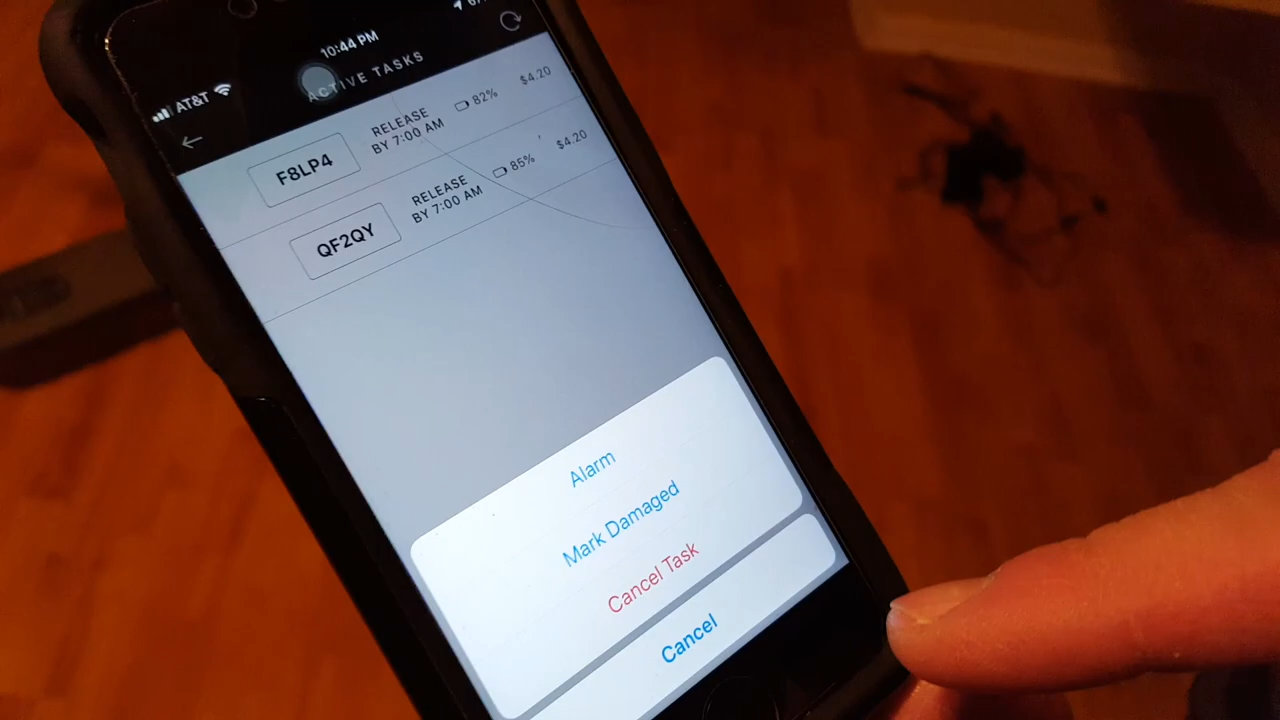 10:44 PM
AT&T
ACTIVE TASKS
F8LP4
RELEASE
BY 7:00 AM
82%
$4.20
QF2QY
RELEASE
BY 7:00 AM
85%
$4.20
Alarm
Mark Damaged
Cancel Task
Cancel